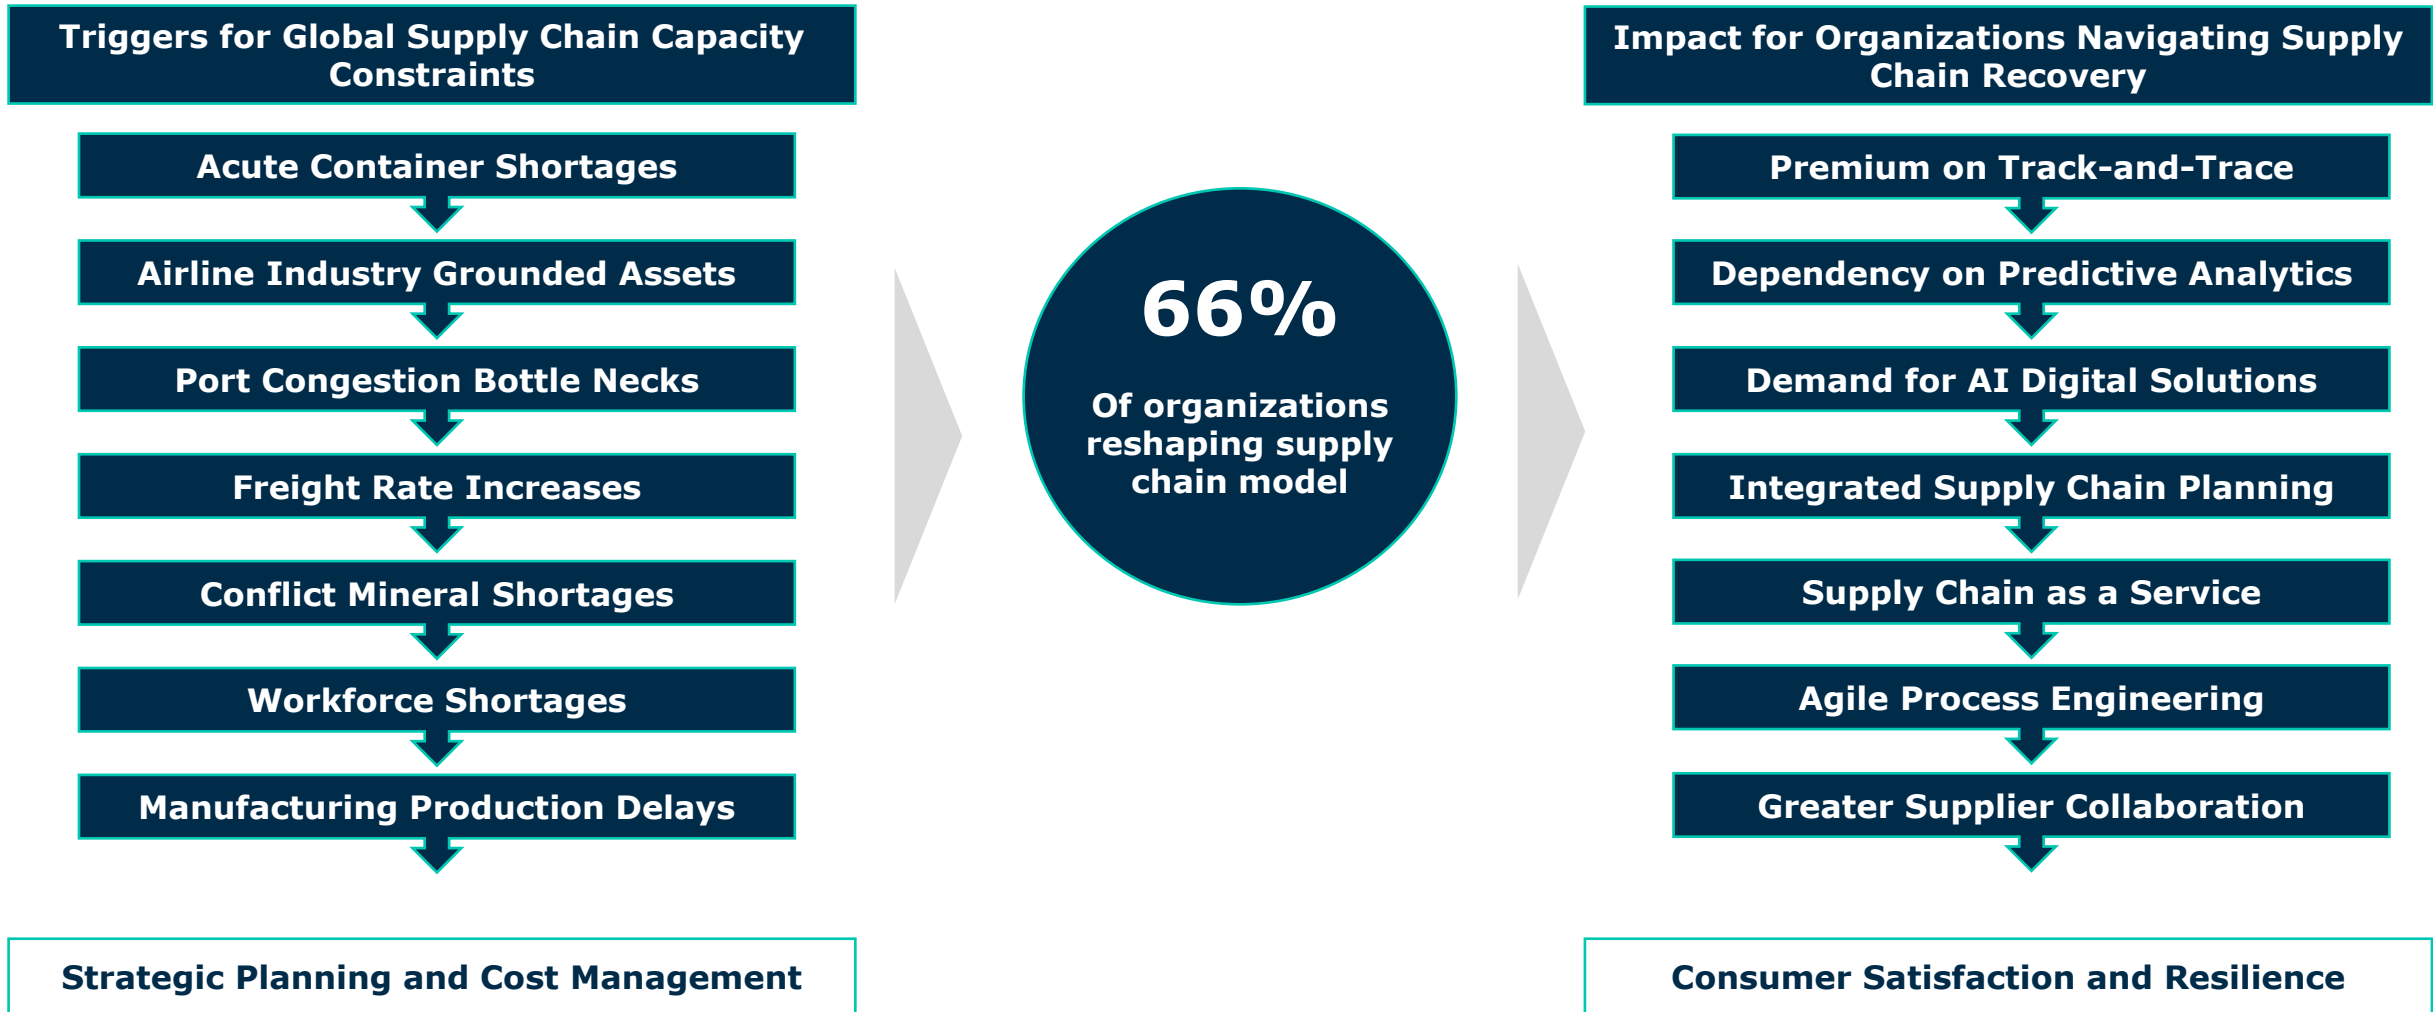 Triggers for Global Supply Chain Capacity
Constraints
Acute Container Shortages
Airline Industry Grounded Assets
Port Congestion Bottle Necks
Freight Rate Increases
Conflict Mineral Shortages
Workforce Shortages
Manufacturing Production Delays
Strategic Planning and Cost Management
66%
Of organizations
reshaping supply
chain model
Impact for Organizations Navigating Supply
Chain Recovery
Premium on Track-and-Trace
Dependency on Predictive Analytics
Demand for AI Digital Solutions
Integrated Supply Chain Planning
Supply Chain as a Service
Agile Process Engineering
Greater Supplier Collaboration
Consumer Satisfaction and Resilience